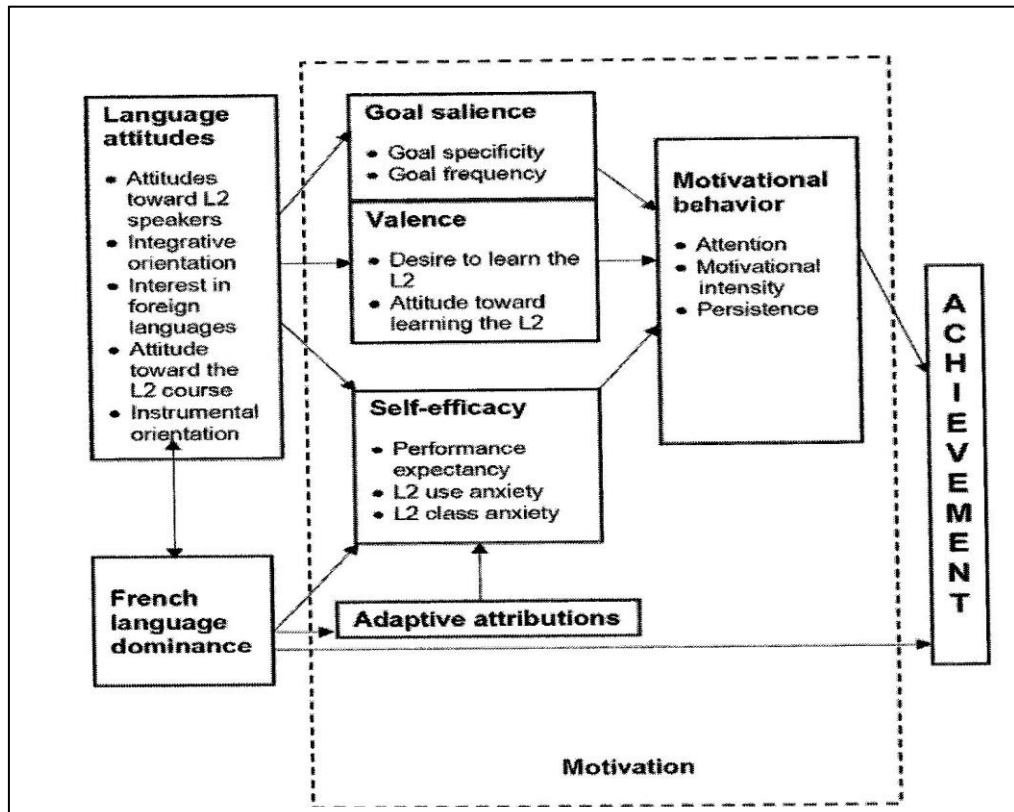 Language
attitudes
• Attitudes
toward L2
speakers
• Integrative
orientation
• Interest in
foreign
languages
• Attitude
toward the
L2 course
• Instrumental
orientation
French
language
dominance
Goal salience
• Goal specificity
• Goal frequency
Valence
• Desire to learn the
L2
• Attitude toward
learning the L2
Self-efficacy
• Performance
expectancy
• L2 use anxiety
• L2 class anxiety
Adaptive attributions
Motivational
behavior
• Attention
• Motivational
intensity
• Persistence
Motivation
ACHIEVEMENT